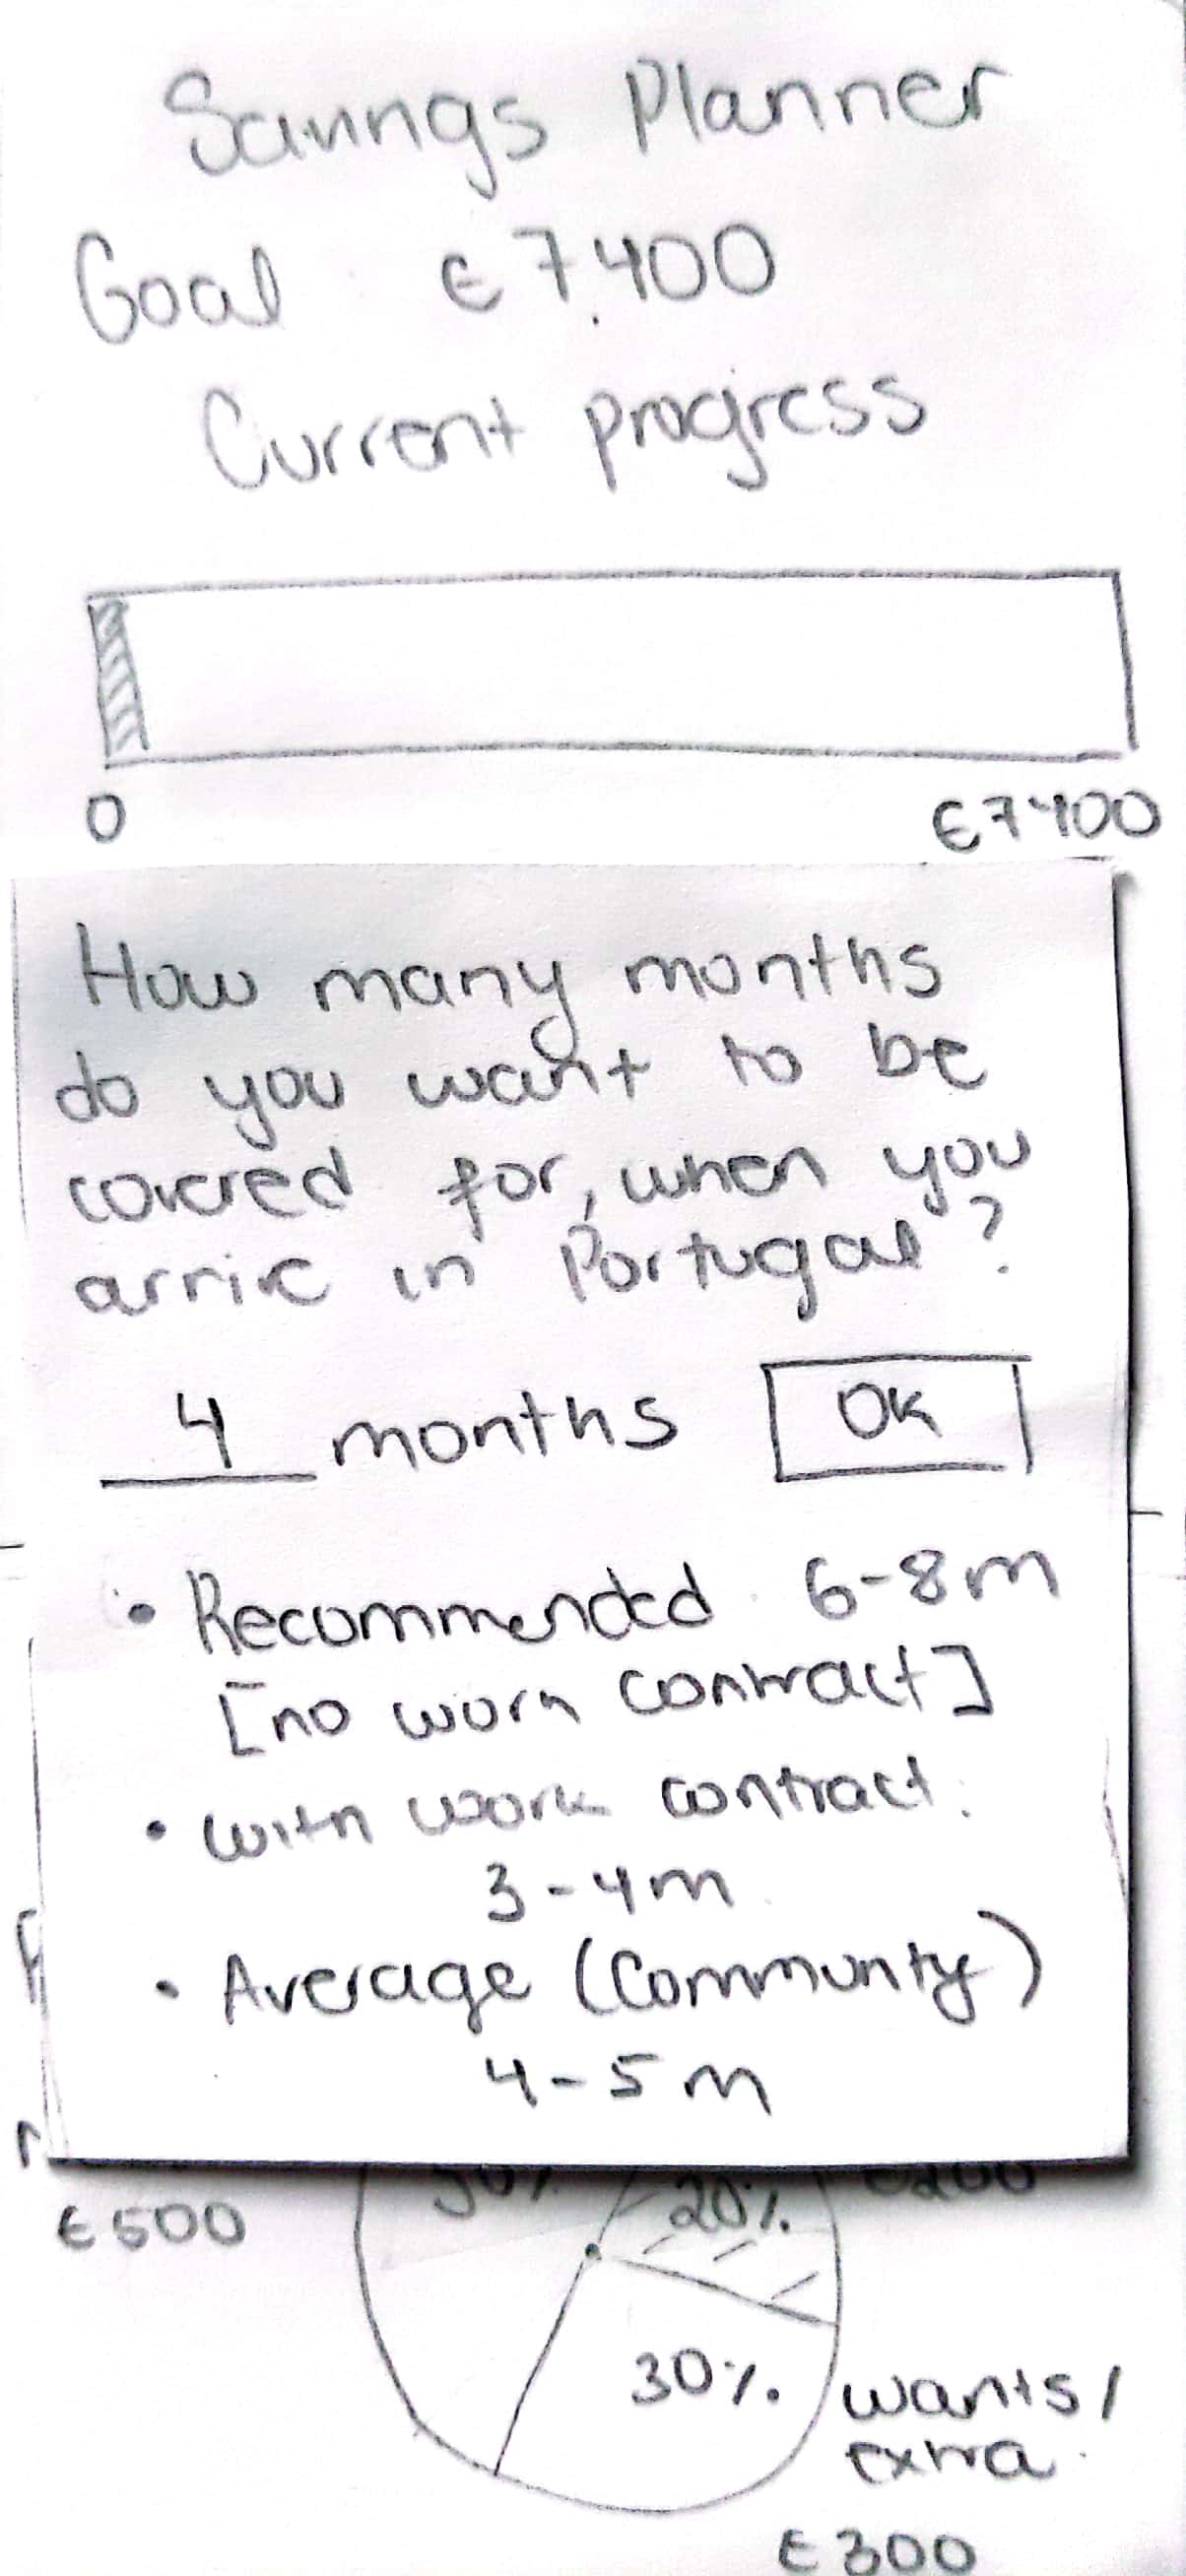 Savings Planner
Goal : €7.400
Current progress
0
€7400
How many months
do you want to be
covered for, when you
arrive in Portugal?
4 months
OK
• Recommended : 6-8m
[no work contract]
• with work contract:
3-4m
• Average (Community)
4-5m
€500
20%.
€200
30%.
wants/
extra
€300